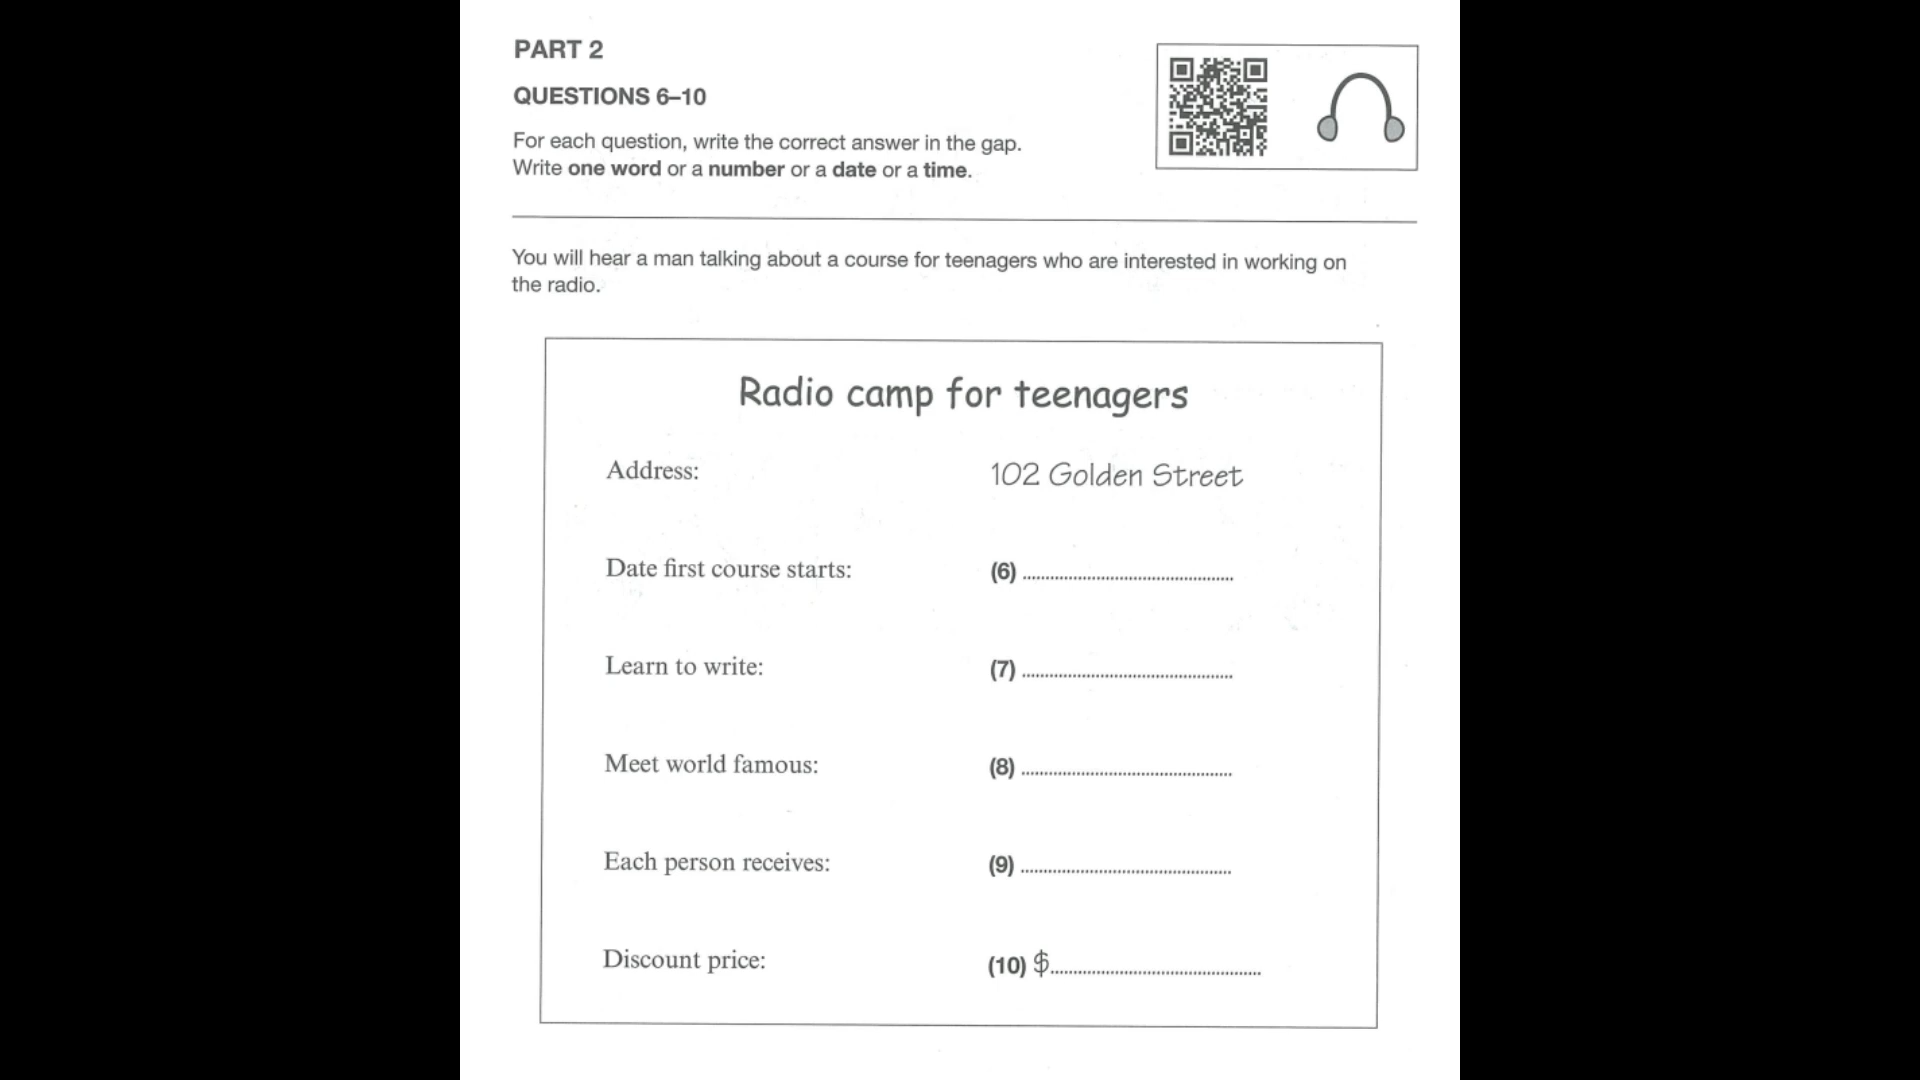 PART 2
QUESTIONS 6–10
For each question, write the correct answer in the gap.
Write one word or a number or a date or a time.
You will hear a man talking about a course for teenagers who are interested in working on
the radio.
Radio camp for teenagers
Address: 102 Golden Street
Date first course starts: (6) ..........................................
Learn to write: (7) ..........................................
Meet world famous: (8) ..........................................
Each person receives: (9) ..........................................
Discount price: (10) $..........................................